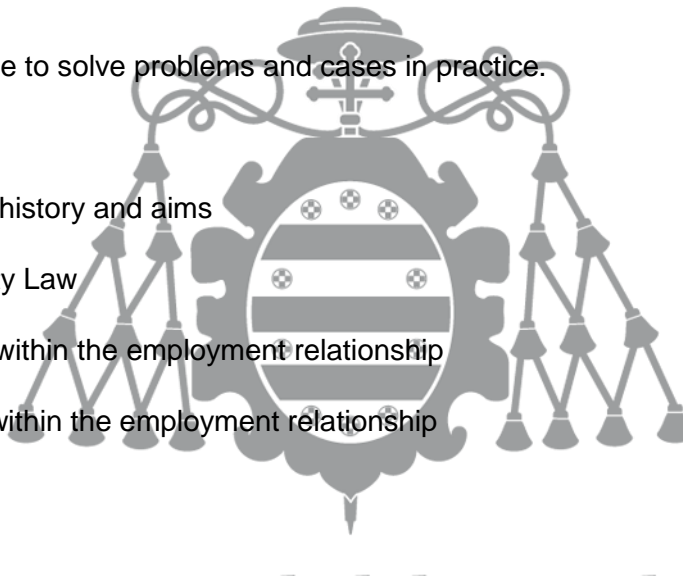 e to solve problems and cases in practice.
history and aims
y Law
within the employment relationship
within the employment relationship